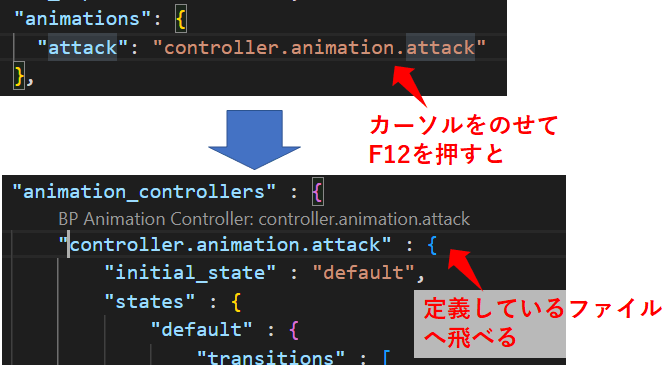 "animations": {
"attack": "controller.animation.attack"
},
カーソルをのせて
F12を押すと
"animation_controllers" : {
BP Animation Controller: controller.animation.attack
"controller.animation.attack" : {
"initial_state" : "default",
"states" : {
"default" : {
"transitions" : [
定義しているファイル
へ飛べる